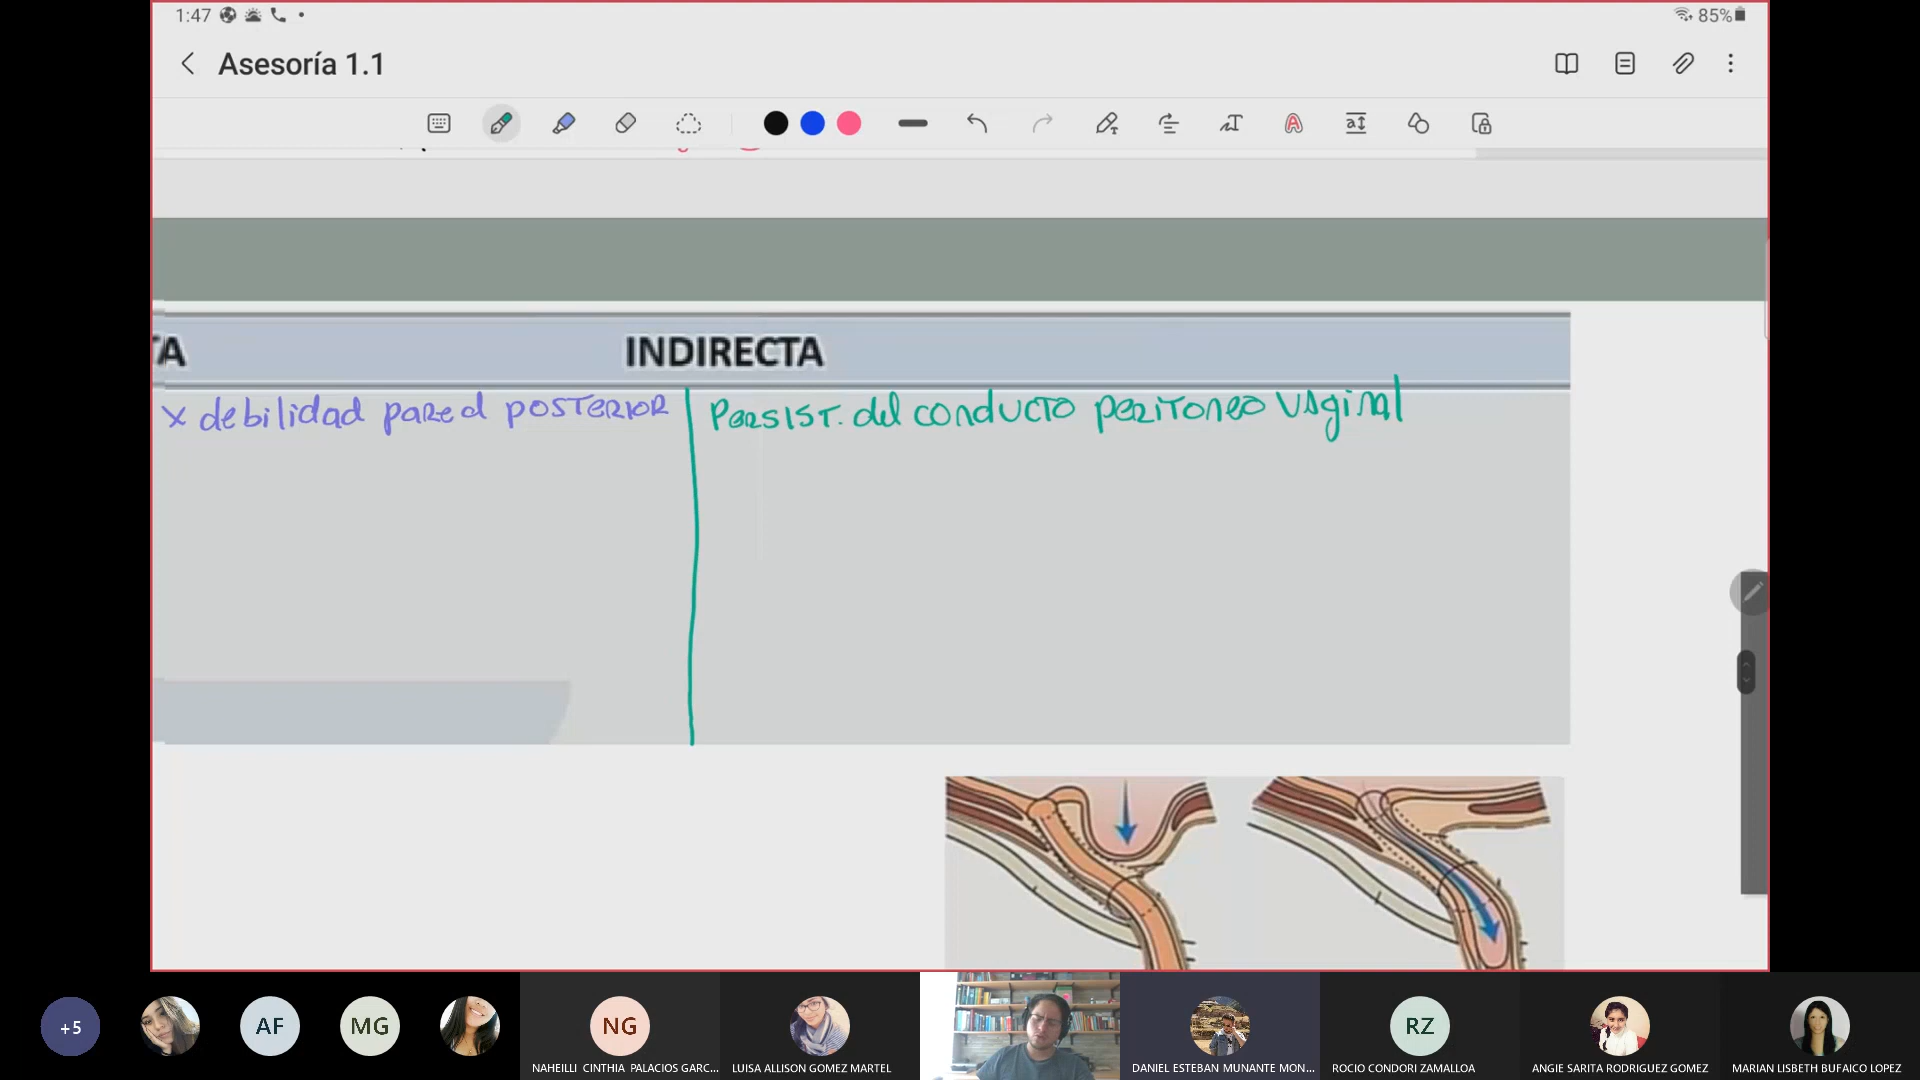 1:47
85%
Asesoría 1.1
TA
INDIRECTA
x debilidad pared posterior
Persist. del conducto peritoneo vaginal
+5
AF
MG
NG
RZ
NAHEILLI CINTHIA PALACIOS GARC...
LUISA ALLISON GOMEZ MARTEL
DANIEL ESTEBAN MUNANTE MON...
ROCIO CONDORI ZAMALLOA
ANGIE SARITA RODRIGUEZ GOMEZ
MARIAN LISBETH BUFAICO LOPEZ